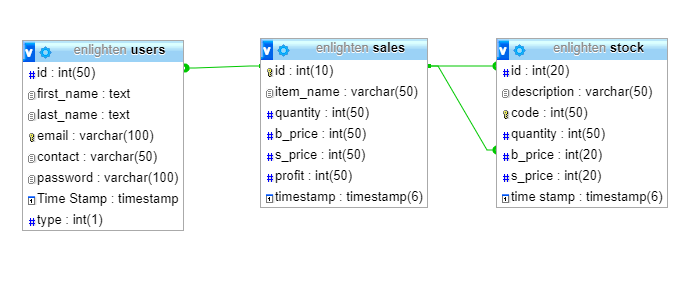 enlighten users
id : int(50)
first_name : text
last_name : text
email : varchar(100)
contact : varchar(50)
password : varchar(100)
Time Stamp : timestamp
type : int(1)
enlighten sales
id : int(10)
item_name : varchar(50)
quantity : int(50)
b_price : int(50)
s_price : int(50)
profit : int(50)
timestamp : timestamp(6)
enlighten stock
id : int(20)
description : varchar(50)
code : int(50)
quantity : int(50)
b_price : int(20)
s_price : int(20)
time stamp : timestamp(6)